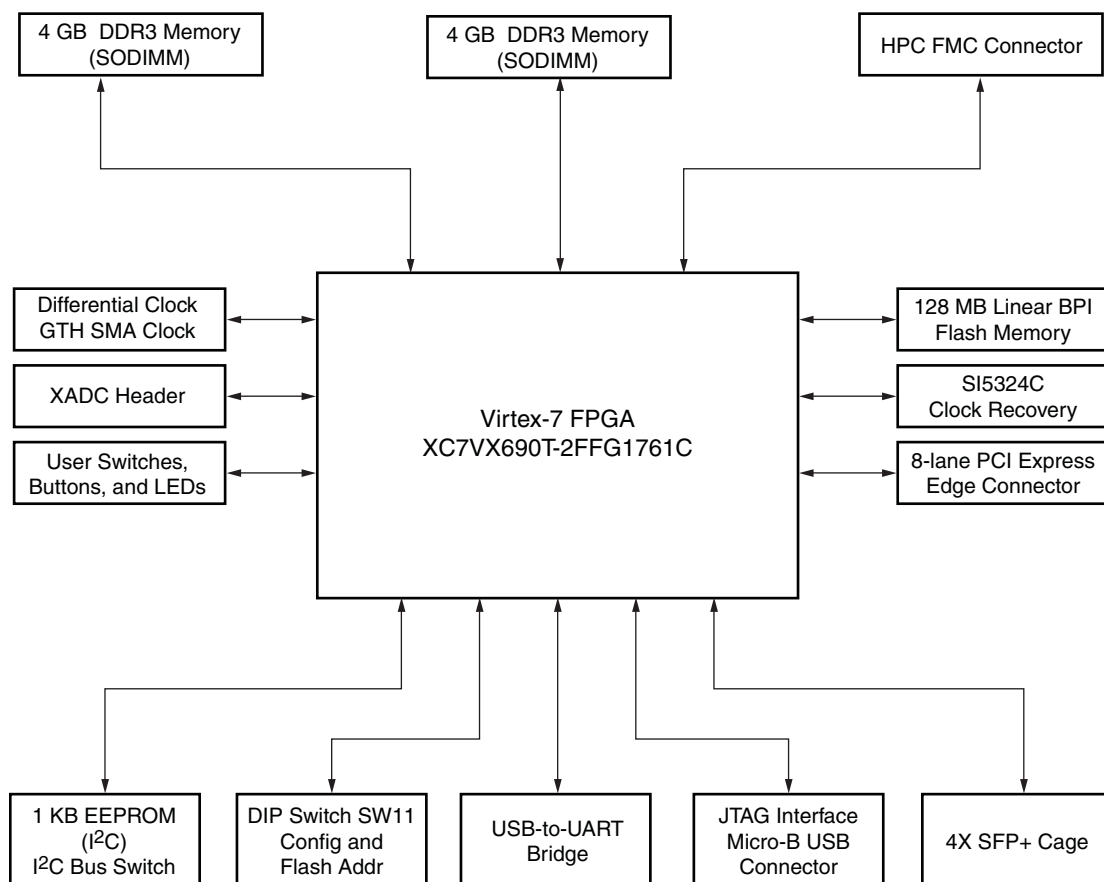 4 GB  DDR3 Memory
(SODIMM)
4 GB  DDR3 Memory
(SODIMM)
HPC FMC Connector
Differential Clock
GTH SMA Clock
XADC Header
User Switches,
Buttons, and LEDs
Virtex-7 FPGA
XC7VX690T-2FFG1761C
128 MB Linear BPI
Flash Memory
SI5324C
Clock Recovery
8-lane PCI Express
Edge Connector
1 KB EEPROM
(I²C)
I²C Bus Switch
DIP Switch SW11
Config and
Flash Addr
USB-to-UART
Bridge
JTAG Interface
Micro-B USB
Connector
4X SFP+ Cage